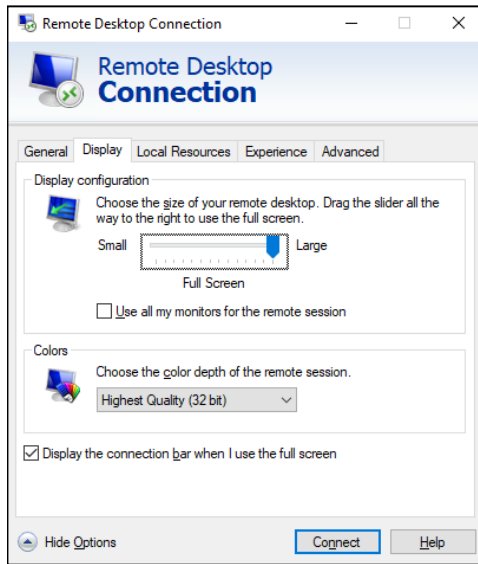 Remote Desktop Connection
Remote Desktop
Connection
General Display Local Resources Experience Advanced
Display configuration
Choose the size of your remote desktop. Drag the slider all the
way to the right to use the full screen.
Small Large
Full Screen
Use all my monitors for the remote session
Colors
Choose the color depth of the remote session.
Highest Quality (32 bit)
Display the connection bar when I use the full screen
Hide Options Connect Help